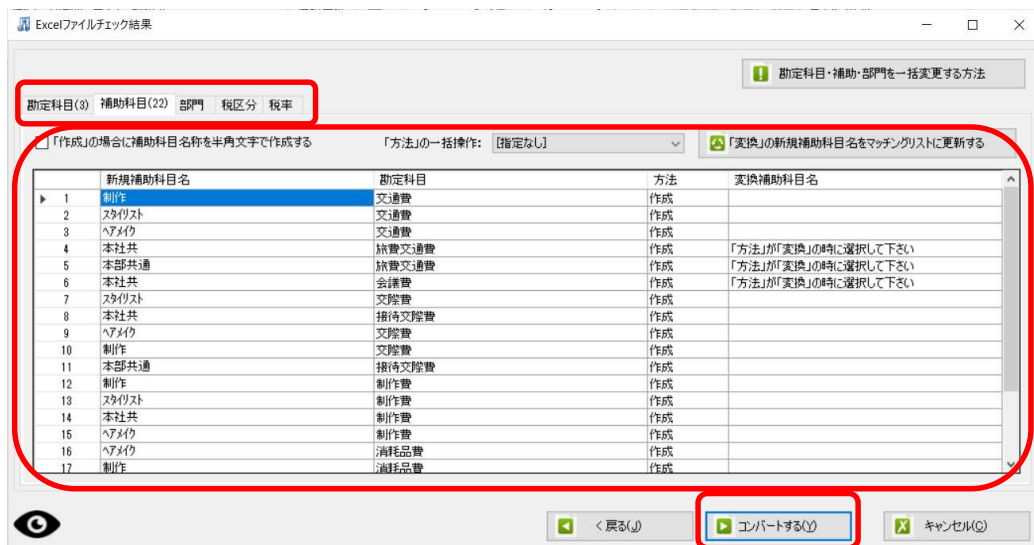 Excelファイルチェック結果
勘定科目・補助・部門を一括変更する方法
勘定科目(3) 補助科目(22) 部門 税区分 税率
「作成」の場合に補助科目名称を半角文字で作成する 「方法」の一括操作: [指定なし] 「変換」の新規補助科目名をマッチングリストに更新する
新規補助科目名 勘定科目 方法 変換補助科目名
1 制作 交通費 作成
2 ｽﾀｲﾘｽﾄ 交通費 作成
3 ﾍｱﾒｲｸ 交通費 作成
4 本社共 旅費交通費 作成 「方法」が「変換」の時に選択して下さい
5 本部共通 旅費交通費 作成 「方法」が「変換」の時に選択して下さい
6 本社共 会議費 作成 「方法」が「変換」の時に選択して下さい
7 ｽﾀｲﾘｽﾄ 交際費 作成
8 本社共 接待交際費 作成
9 ﾍｱﾒｲｸ 交際費 作成
10 制作 交際費 作成
11 本部共通 接待交際費 作成
12 制作 制作費 作成
13 ｽﾀｲﾘｽﾄ 制作費 作成
14 本社共 制作費 作成
15 ﾍｱﾒｲｸ 制作費 作成
16 ﾍｱﾒｲｸ 消耗品費 作成
17 制作 消耗品費 作成
< 戻る(J) コンバートする(Y) キャンセル(C)